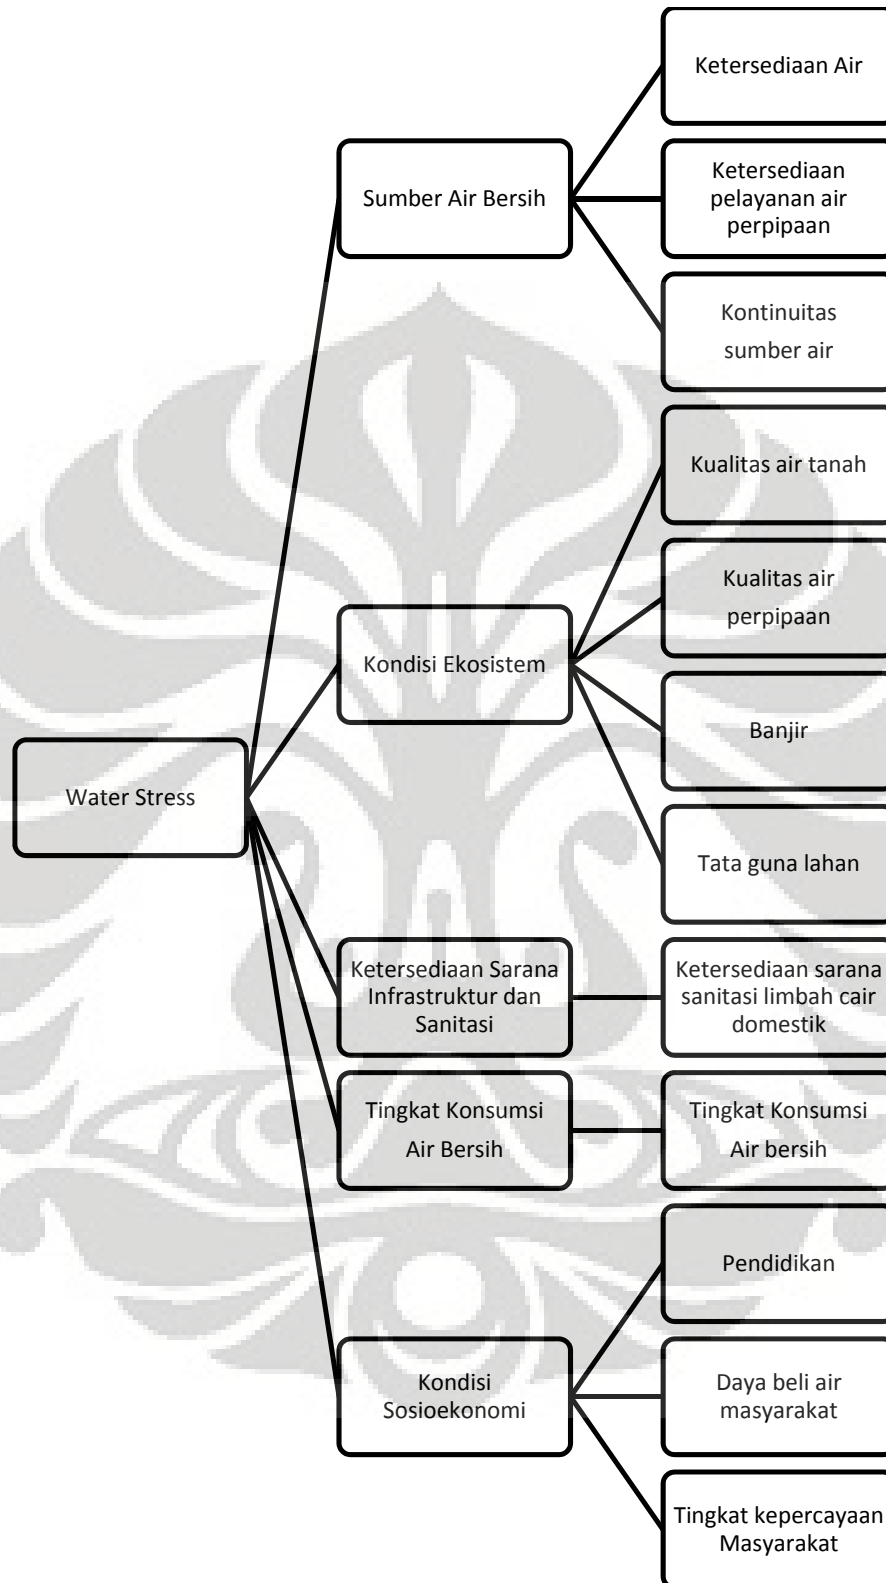 Ketersediaan Air
Sumber Air Bersih
Ketersediaan
pelayanan air
perpipaan
Kontinuitas
sumber air
Kualitas air tanah
Kondisi Ekosistem
Kualitas air
perpipaan
Banjir
Water Stress
Tata guna lahan
Ketersediaan Sarana
Infrastruktur dan
Sanitasi
Ketersediaan sarana
sanitasi limbah cair
domestik
Tingkat Konsumsi
Air Bersih
Tingkat Konsumsi
Air bersih
Pendidikan
Kondisi
Sosioekonomi
Daya beli air
masyarakat
Tingkat kepercayaan
Masyarakat